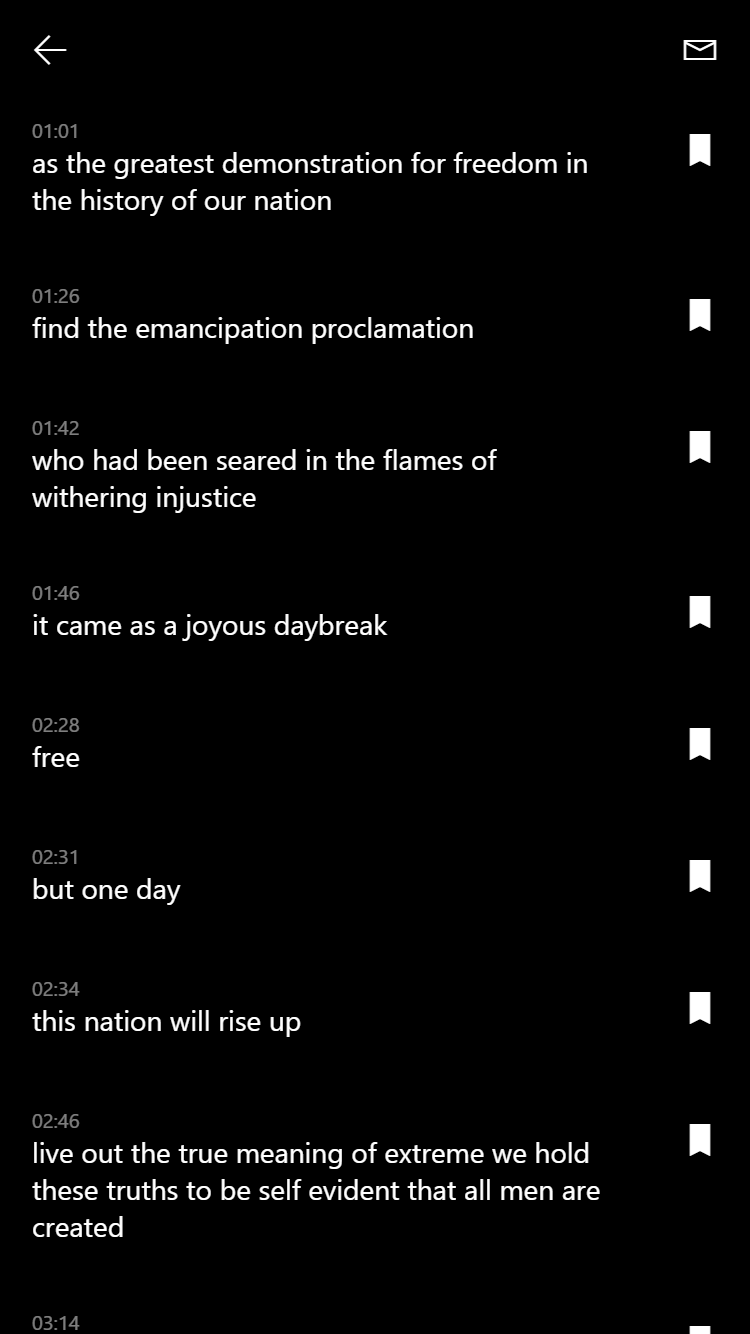 01:01
as the greatest demonstration for freedom in
the history of our nation
01:26
find the emancipation proclamation
01:42
who had been seared in the flames of
withering injustice
01:46
it came as a joyous daybreak
02:28
free
02:31
but one day
02:34
this nation will rise up
02:46
live out the true meaning of extreme we hold
these truths to be self evident that all men are
created
03:14